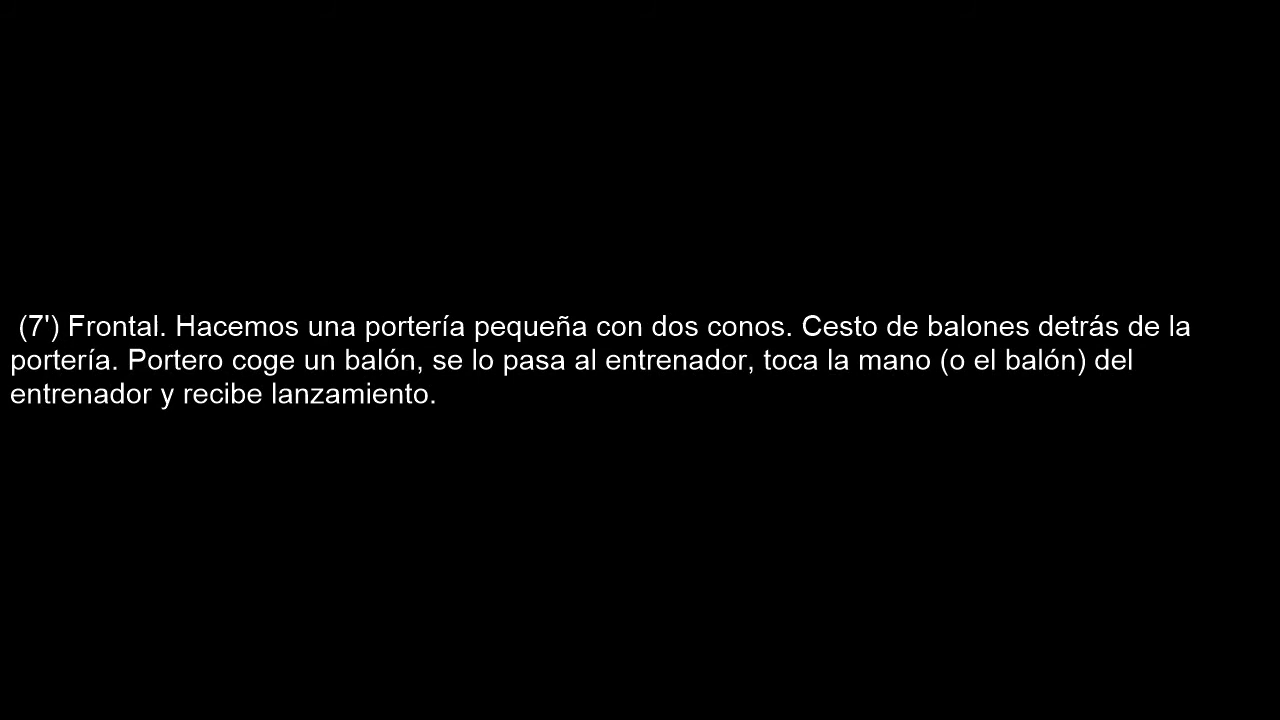 (7') Frontal. Hacemos una portería pequeña con dos conos. Cesto de balones detrás de la
portería. Portero coge un balón, se lo pasa al entrenador, toca la mano (o el balón) del
entrenador y recibe lanzamiento.